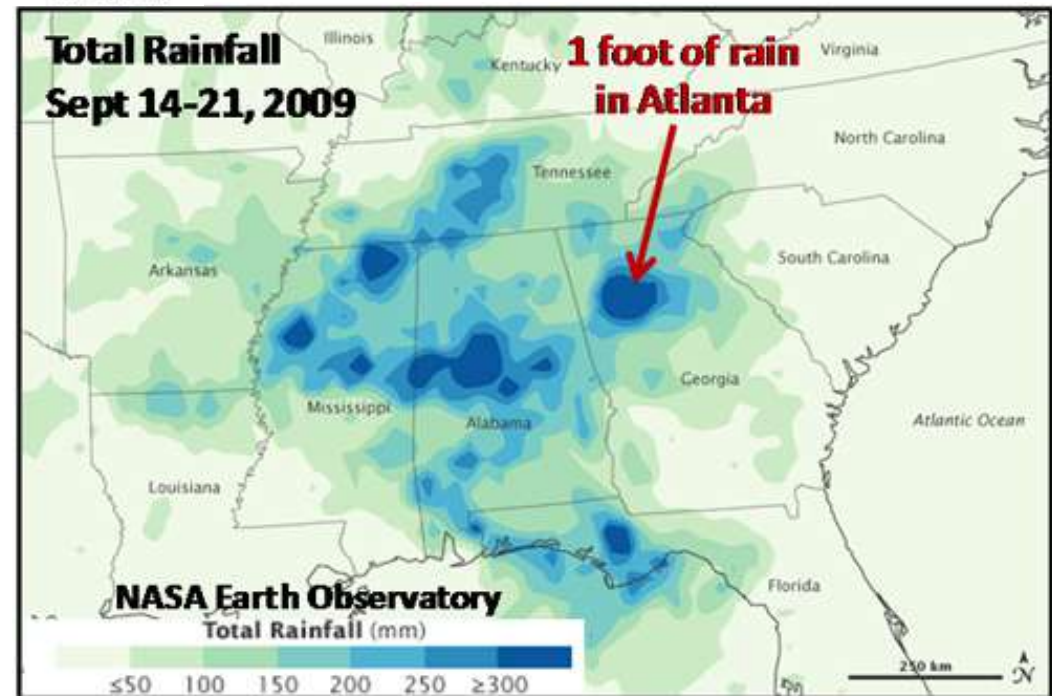 Total Rainfall
Sept 14-21, 2009
1 foot of rain
in Atlanta
Illinois
Kentucky
Virginia
North Carolina
Tennessee
Arkansas
South Carolina
Georgia
Mississippi
Alabama
Atlantic Ocean
Louisiana
Florida
NASA Earth Observatory
Total Rainfall (mm)
≤50 100 150 200 250 ≥300
250 km
N